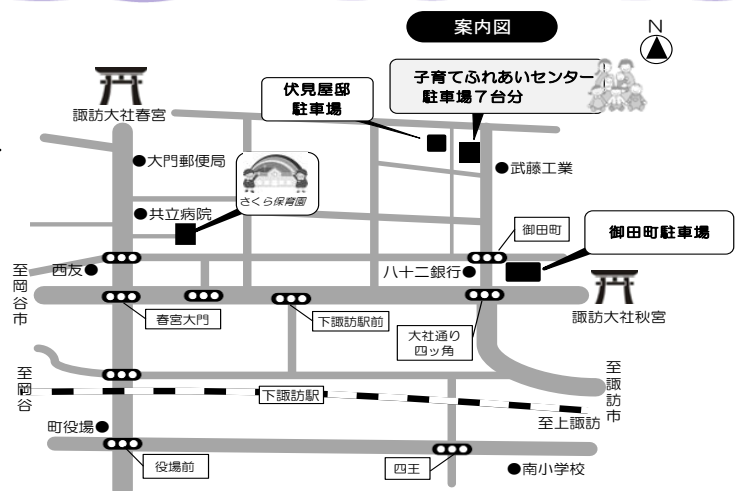 案内図
N
諏訪大社春宮
伏見屋邸
駐車場
子育てふれあいセンター
駐車場７台分
大門郵便局
武藤工業
さくら保育園
共立病院
御田町
御田町駐車場
至岡谷市
西友
八十二銀行
諏訪大社秋宮
春宮大門
下諏訪駅前
大社通り
四ッ角
至岡谷
下諏訪駅
至諏訪市
至上諏訪
町役場
役場前
四王
南小学校